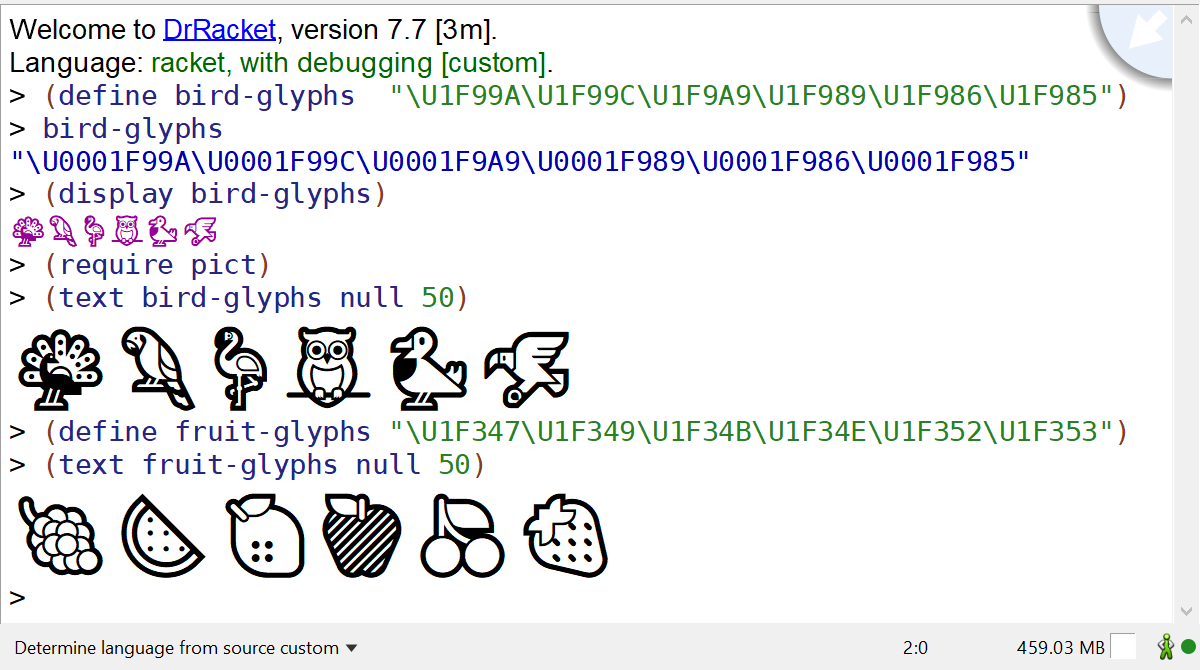 Welcome to DrRacket, version 7.7 [3m].
Language: racket, with debugging [custom].
> (define bird-glyphs  "\U1F99A\U1F99C\U1F9A9\U1F989\U1F986\U1F985")
> bird-glyphs
"\U0001F99A\U0001F99C\U0001F9A9\U0001F989\U0001F986\U0001F985"
> (display bird-glyphs)
🦚🦜🦩🦉🦆🦅
> (require pict)
> (text bird-glyphs null 50)
🦚🦜🦩🦉🦆🦅
> (define fruit-glyphs "\U1F347\U1F349\U1F34B\U1F34E\U1F352\U1F353")
> (text fruit-glyphs null 50)
🍇🍉🍋🍎🍒🍓
>
Determine language from source custom ▼ 2:0 459.03 MB